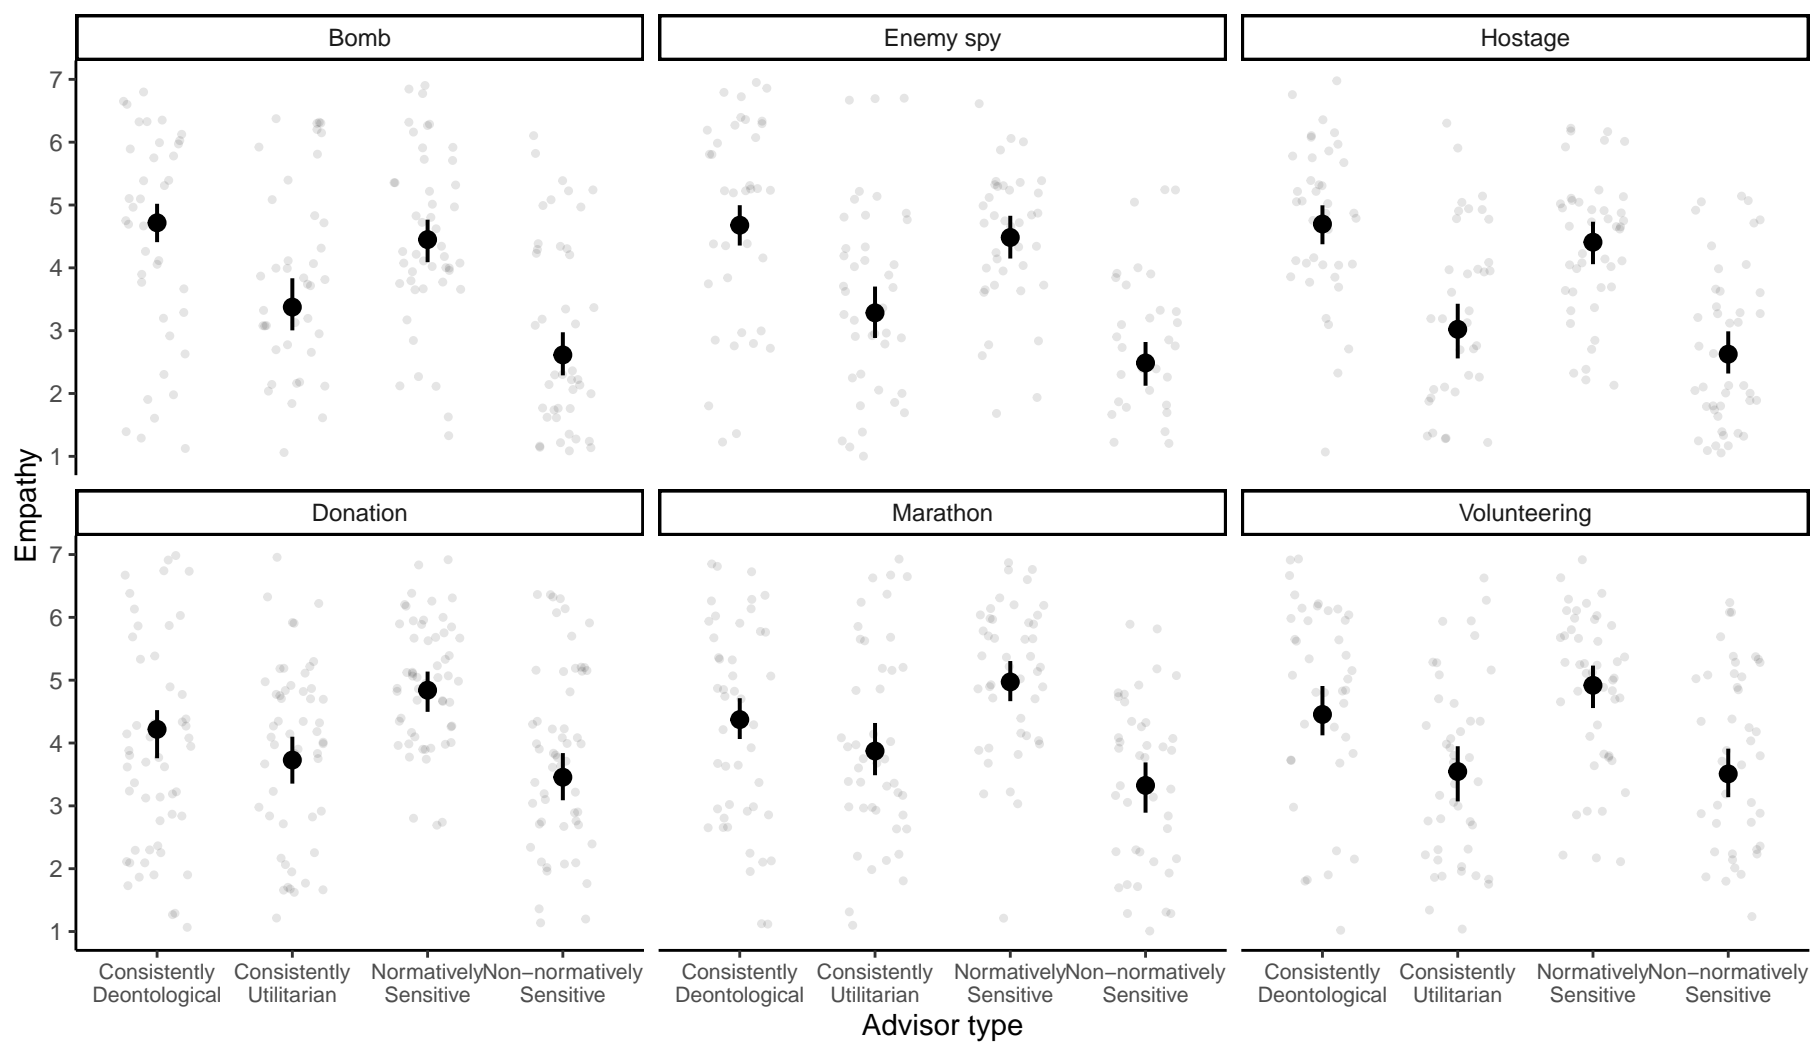 Bomb
Enemy spy
Hostage
7
6
5
4
3
2
1
Empathy
Donation
Marathon
Volunteering
7
6
5
4
3
2
1
Consistently Deontological
Consistently Utilitarian
Normatively Sensitive
Non−normatively Sensitive
Consistently Deontological
Consistently Utilitarian
Normatively Sensitive
Non−normatively Sensitive
Consistently Deontological
Consistently Utilitarian
Normatively Sensitive
Non−normatively Sensitive
Advisor type